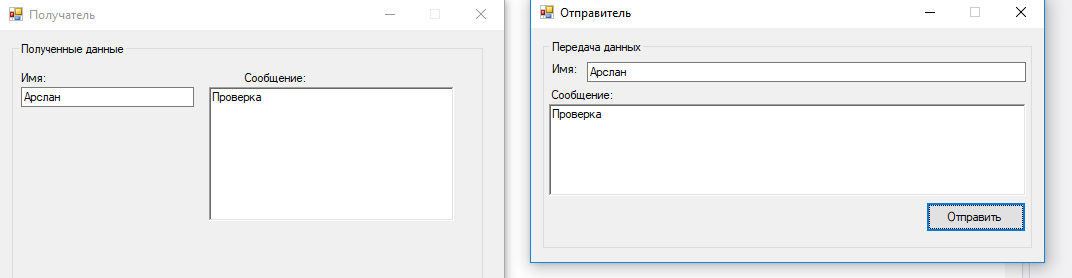 Получатель
Полученные данные
Имя:
Сообщение:
Арслан
Проверка
Отправитель
Передача данных
Имя:
Арслан
Сообщение:
Проверка
Отправить